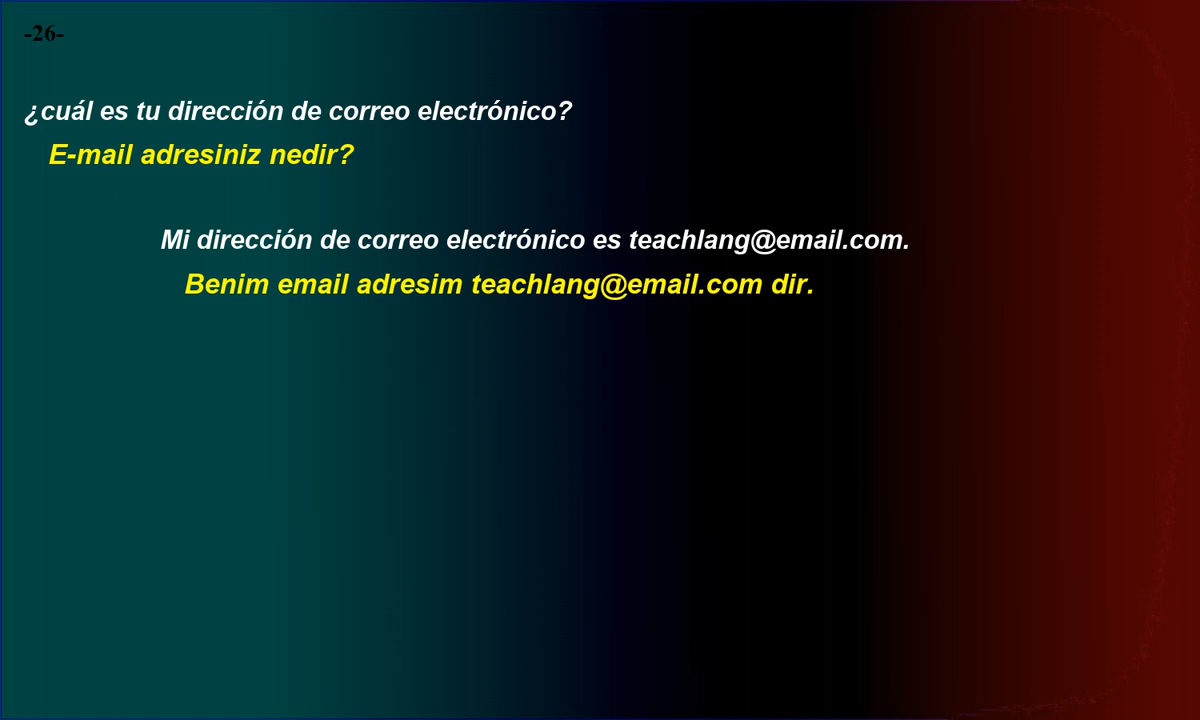 -26-
¿cuál es tu dirección de correo electrónico?
E-mail adresiniz nedir?
Mi dirección de correo electrónico es teachlang@email.com.
Benim email adresim teachlang@email.com dir.